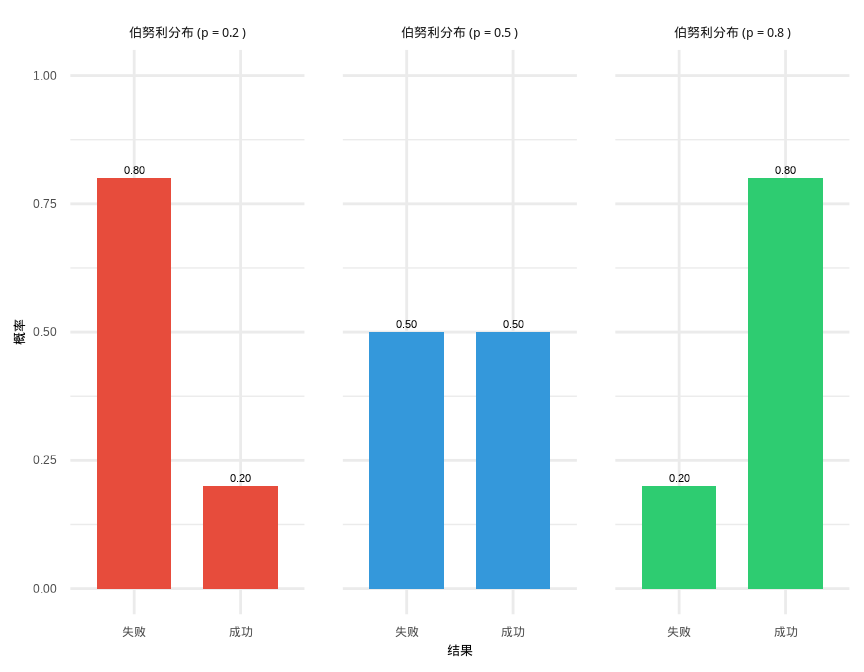 伯努利分布 (p = 0.2 )
伯努利分布 (p = 0.5 )
伯努利分布 (p = 0.8 )
概率
1.00
0.75
0.50
0.25
0.00
0.80
0.20
0.50
0.50
0.20
0.80
失败
成功
失败
成功
失败
成功
结果